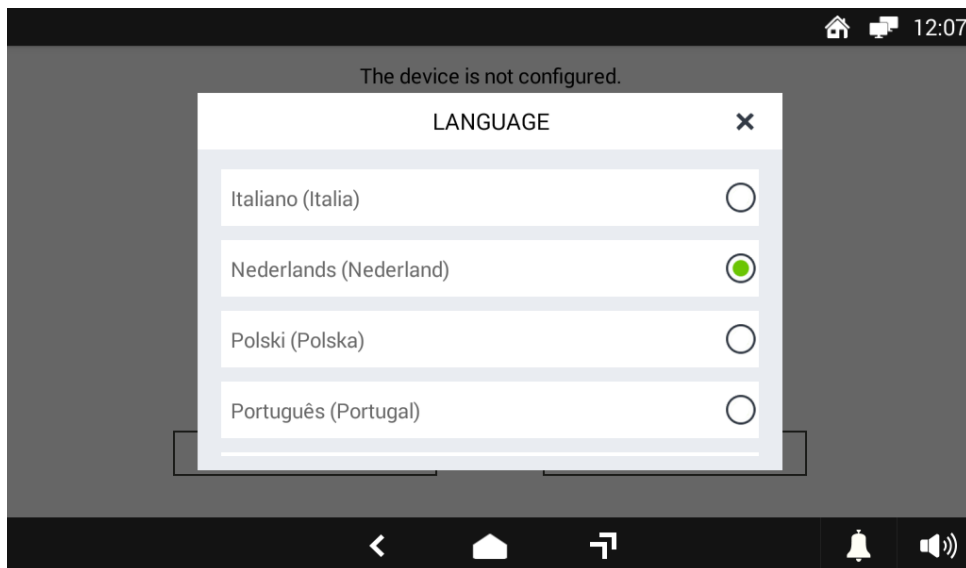 12:07
The device is not configured.
LANGUAGE
Italiano (Italia)
Nederlands (Nederland)
Polski (Polska)
Português (Portugal)